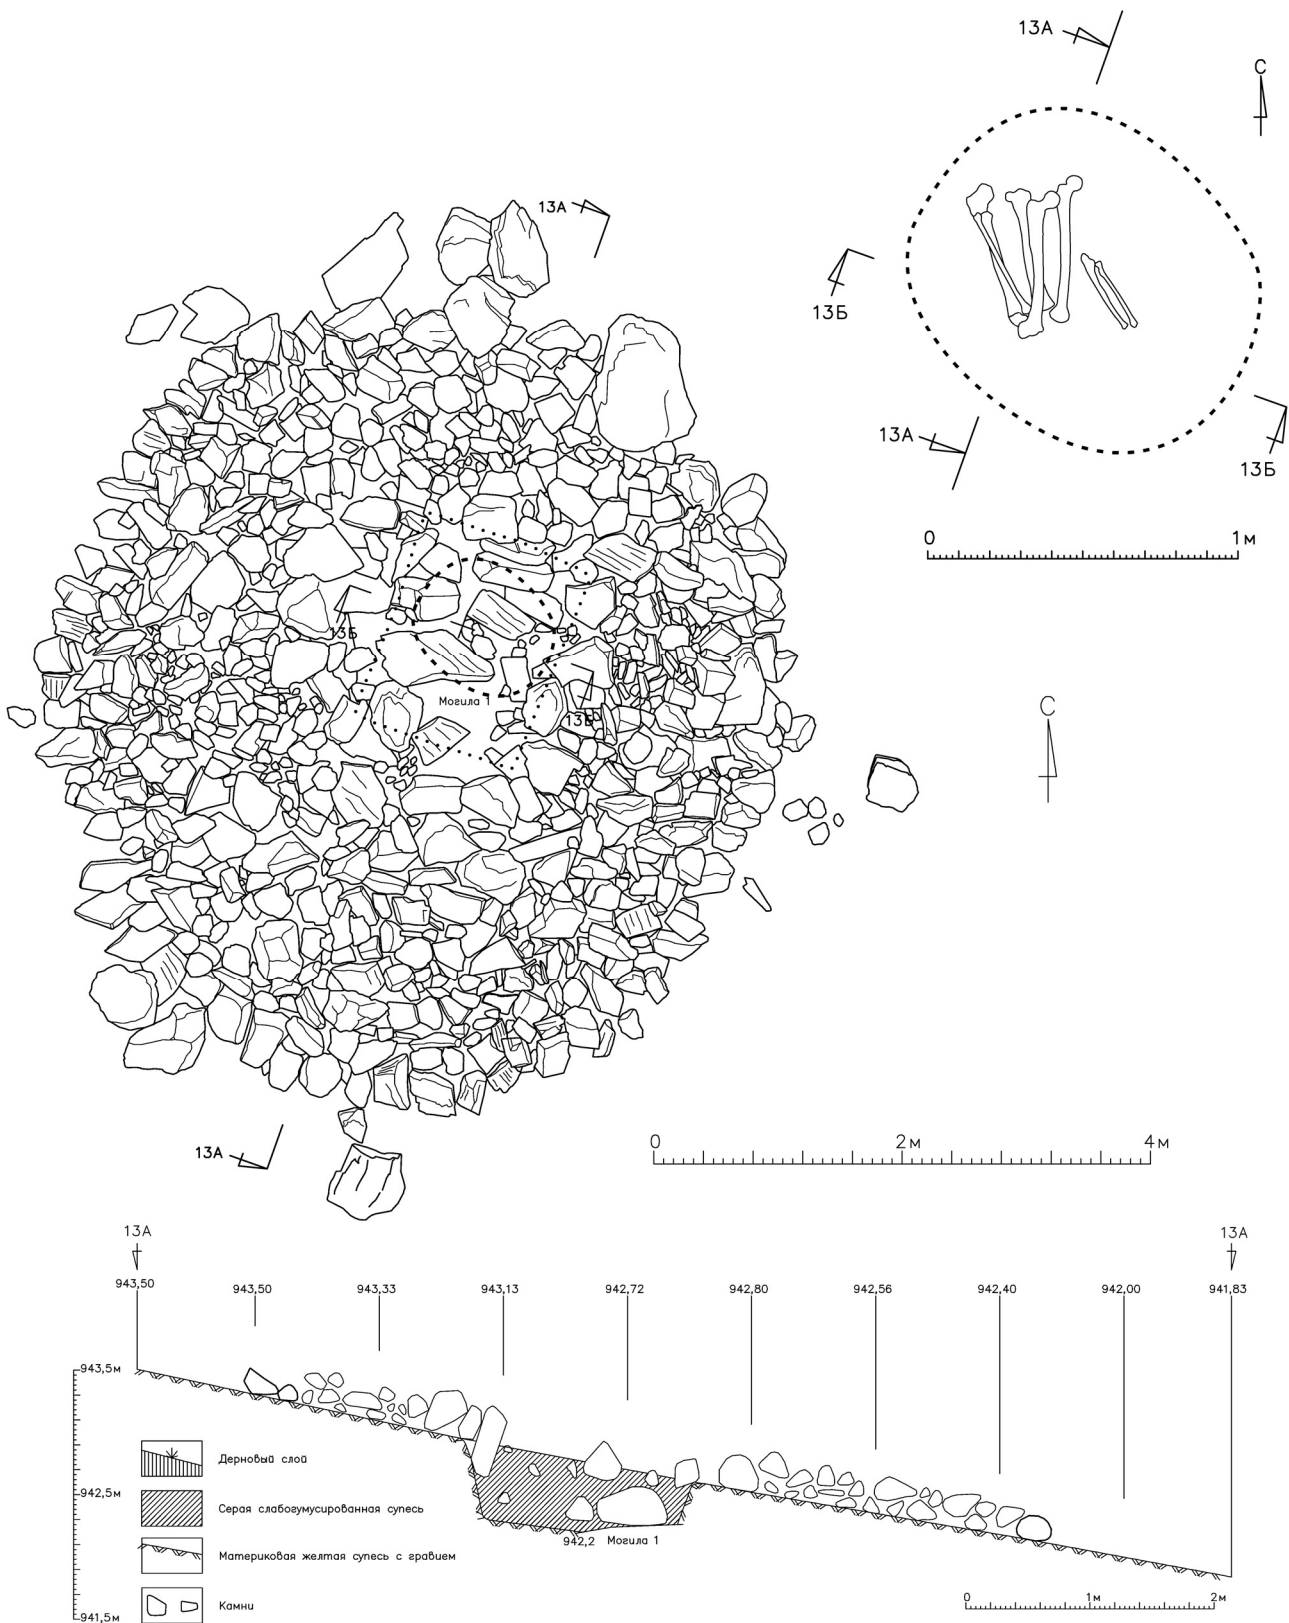 13А
С
13А
13Б
13А
13Б
0 1м
13Б
Могила 1
13Б
С
13А
0 2м 4м
13А 13А
943,50 943,50 943,33 943,13 942,72 942,80 942,56 942,40 942,00 941,83
943,5м
Дерновый слой
942,5м
Серая слабогумусированная супесь
942,2 Могила 1
Материковая желтая супесь с гравием
Камни
0 1м 2м
941,5м